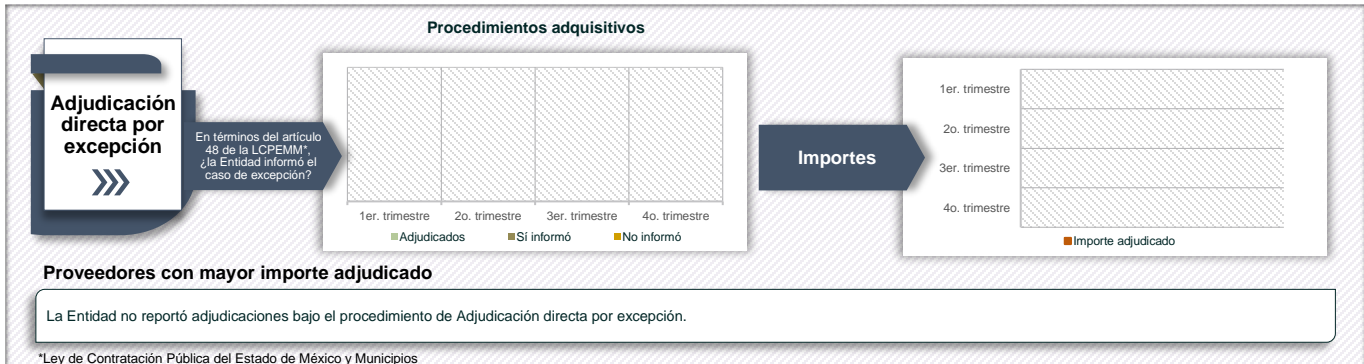 Procedimientos adquisitivos
Adjudicación
directa por
excepción
En términos del artículo
48 de la LCPEMM*,
¿la Entidad informó el
caso de excepción?
1er. trimestre 2o. trimestre 3er. trimestre 4o. trimestre
Adjudicados Sí informó No informó
Importes
1er. trimestre
2o. trimestre
3er. trimestre
4o. trimestre
Importe adjudicado
Proveedores con mayor importe adjudicado
La Entidad no reportó adjudicaciones bajo el procedimiento de Adjudicación directa por excepción.
*Ley de Contratación Pública del Estado de México y Municipios